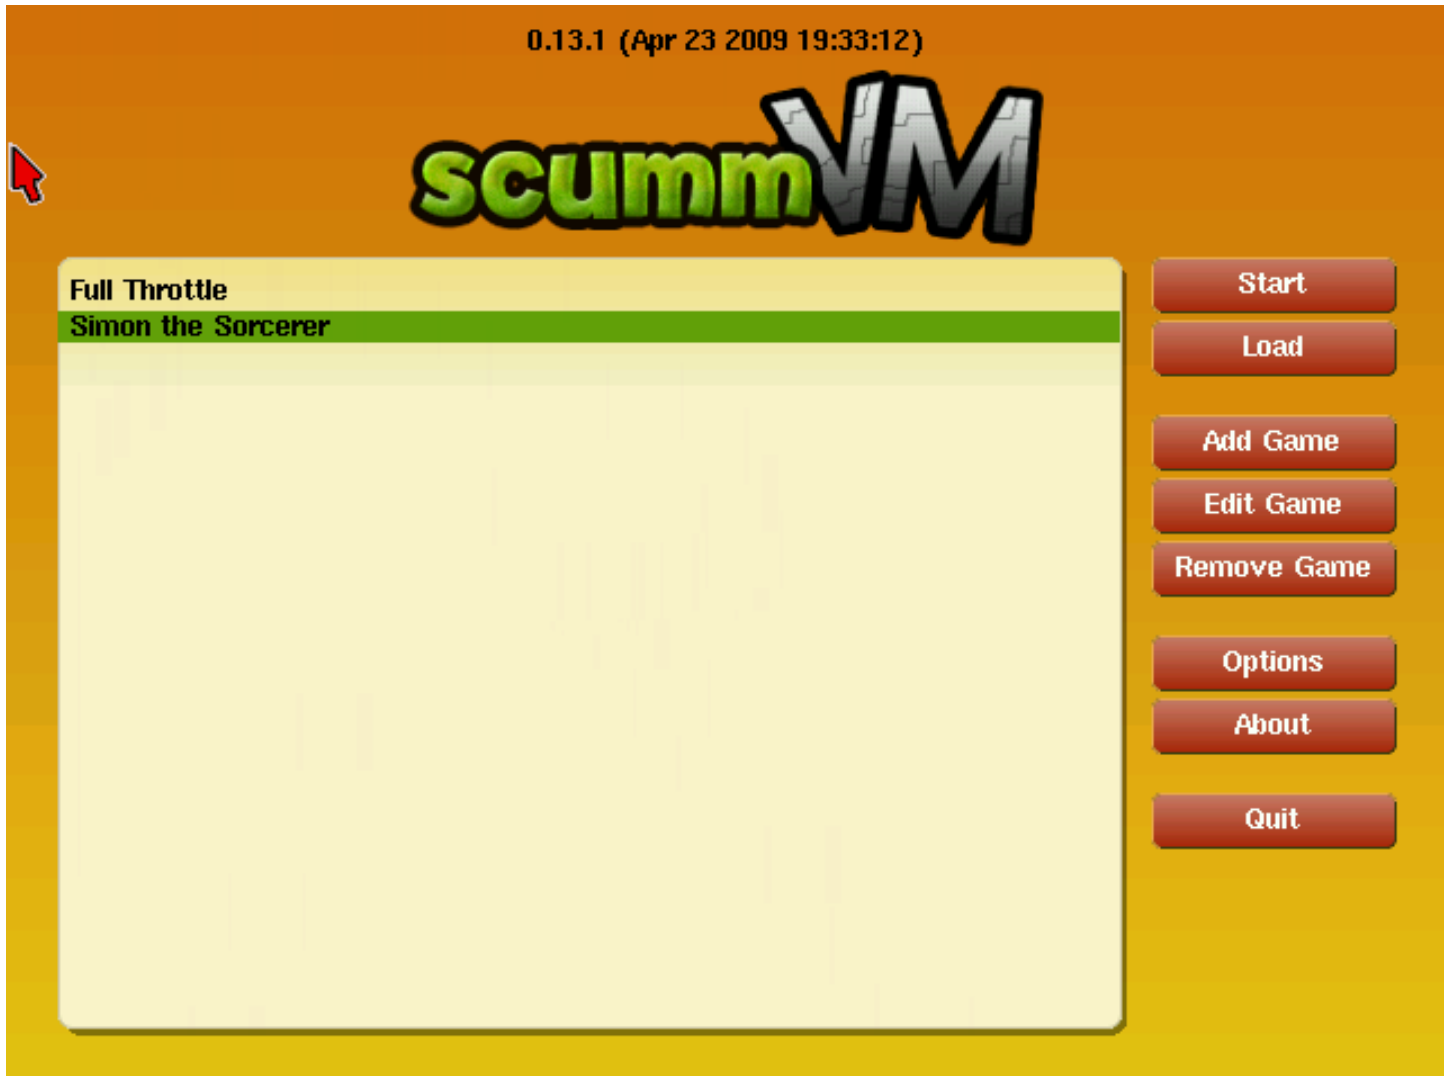 0.13.1 (Apr 23 2009 19:33:12)
scummVM
Full Throttle
Simon the Sorcerer
Start
Load
Add Game
Edit Game
Remove Game
Options
About
Quit